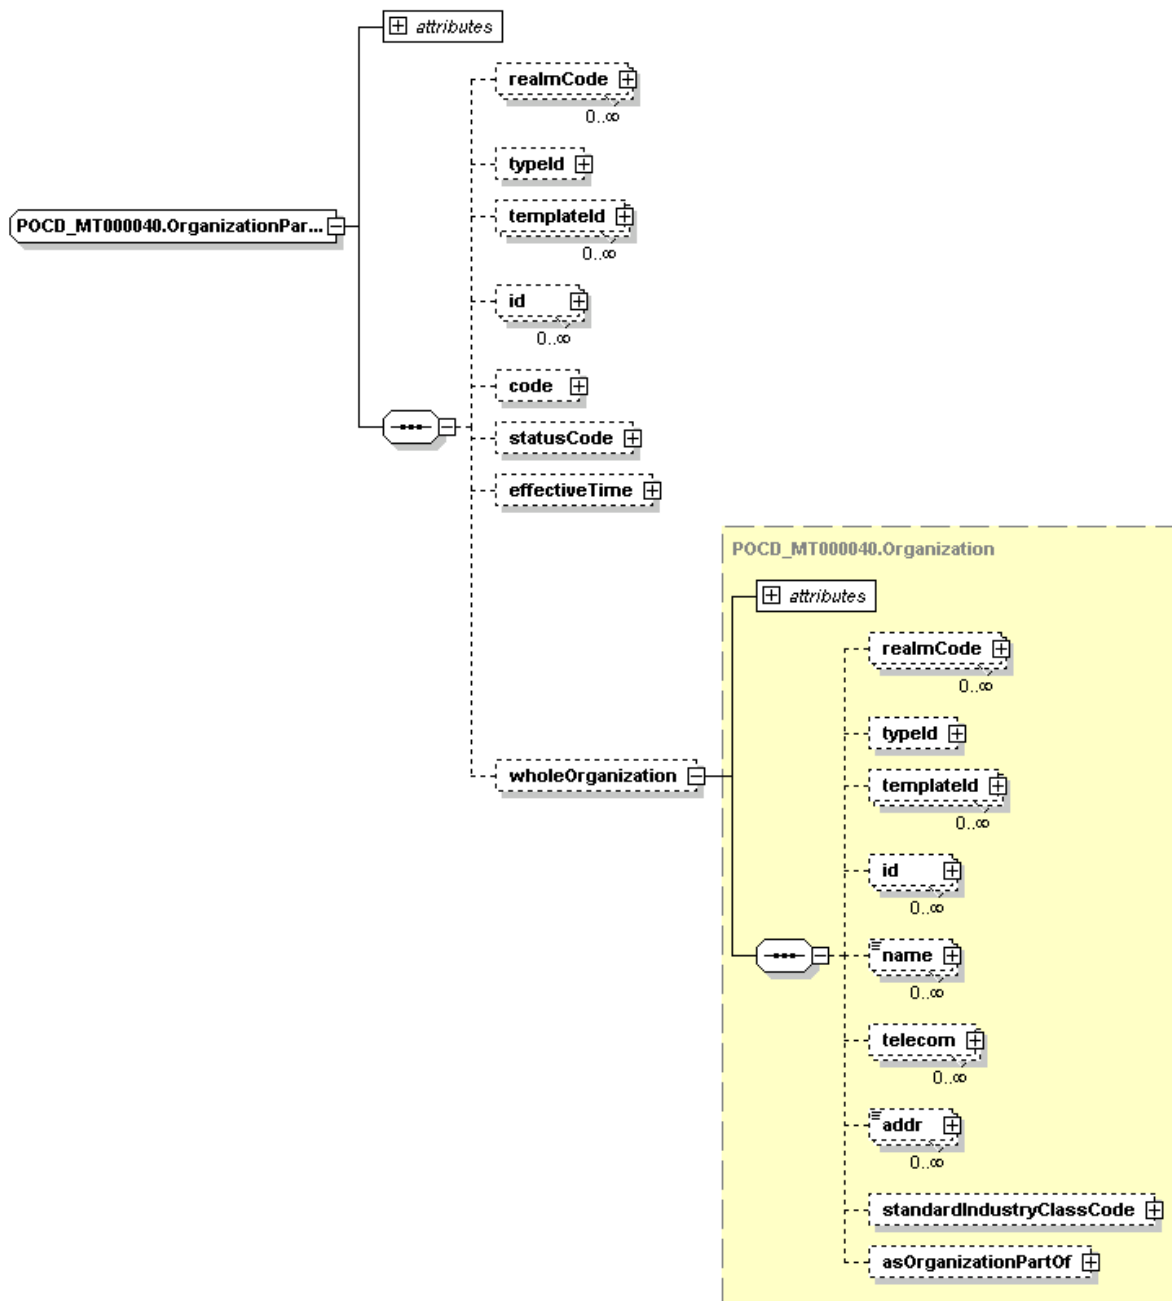 attributes
realmCode
0..∞
typeId
templateId
0..∞
POCD_MT000040.OrganizationPar...
id
0..∞
code
statusCode
effectiveTime
POCD_MT000040.Organization
attributes
realmCode
0..∞
typeId
wholeOrganization
templateId
0..∞
id
0..∞
name
0..∞
telecom
0..∞
addr
0..∞
standardIndustryClassCode
asOrganizationPartOf